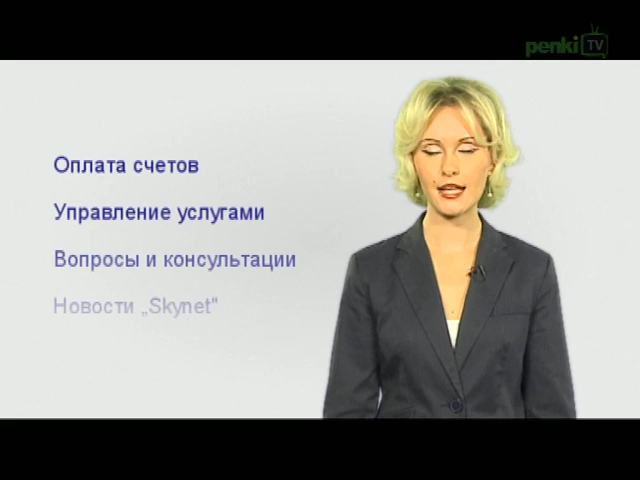 penki TV
Оплата счетов
Управление услугами
Вопросы и консультации
Новости „Skynet"